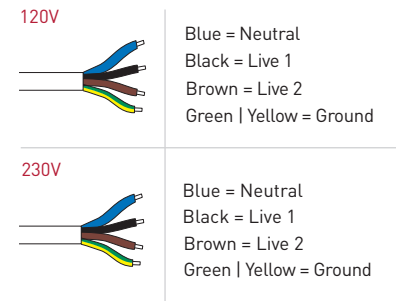 120V
Blue = Neutral
Black = Live 1
Brown = Live 2
Green | Yellow = Ground
230V
Blue = Neutral
Black = Live 1
Brown = Live 2
Green | Yellow = Ground